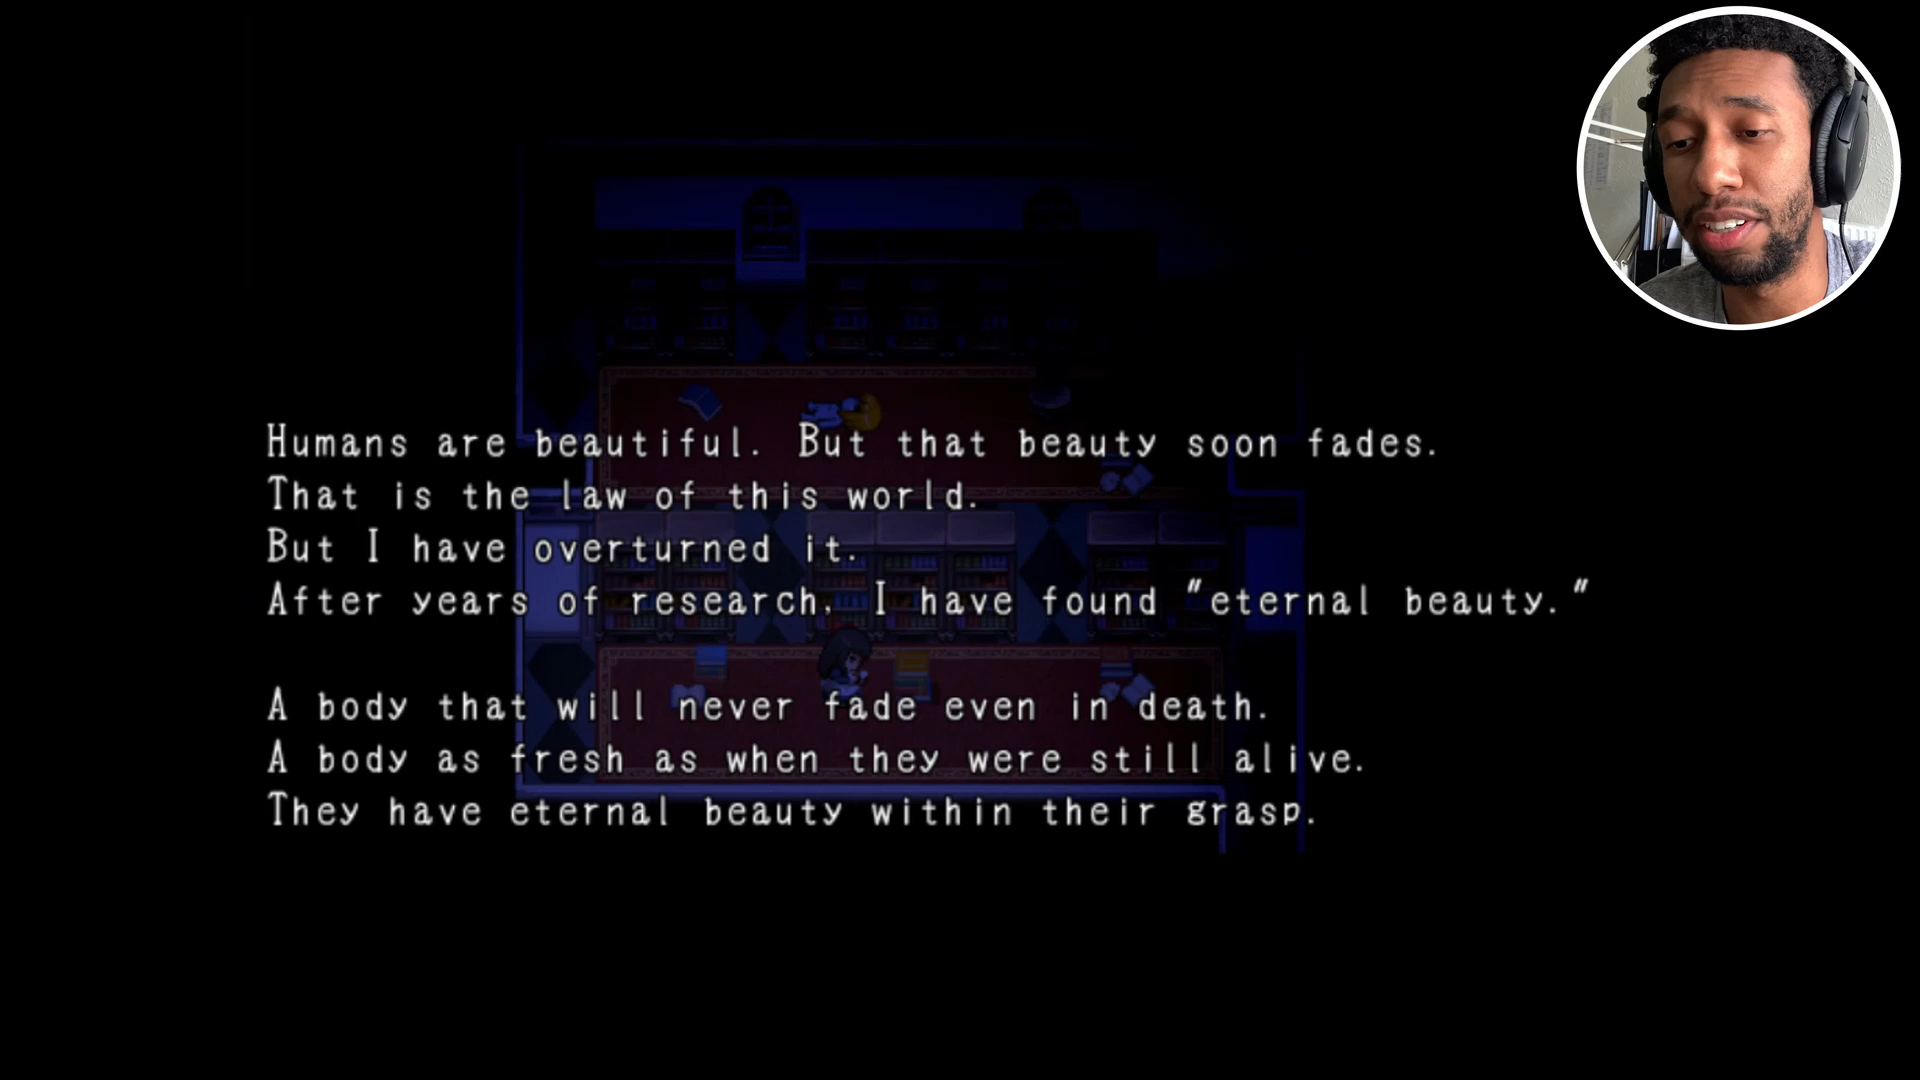 Humans are beautiful. But that beauty soon fades.
That is the law of this world.
But I have overturned it.
After years of research, I have found "eternal beauty."
A body that will never fade even in death.
A body as fresh as when they were still alive.
They have eternal beauty within their grasp.